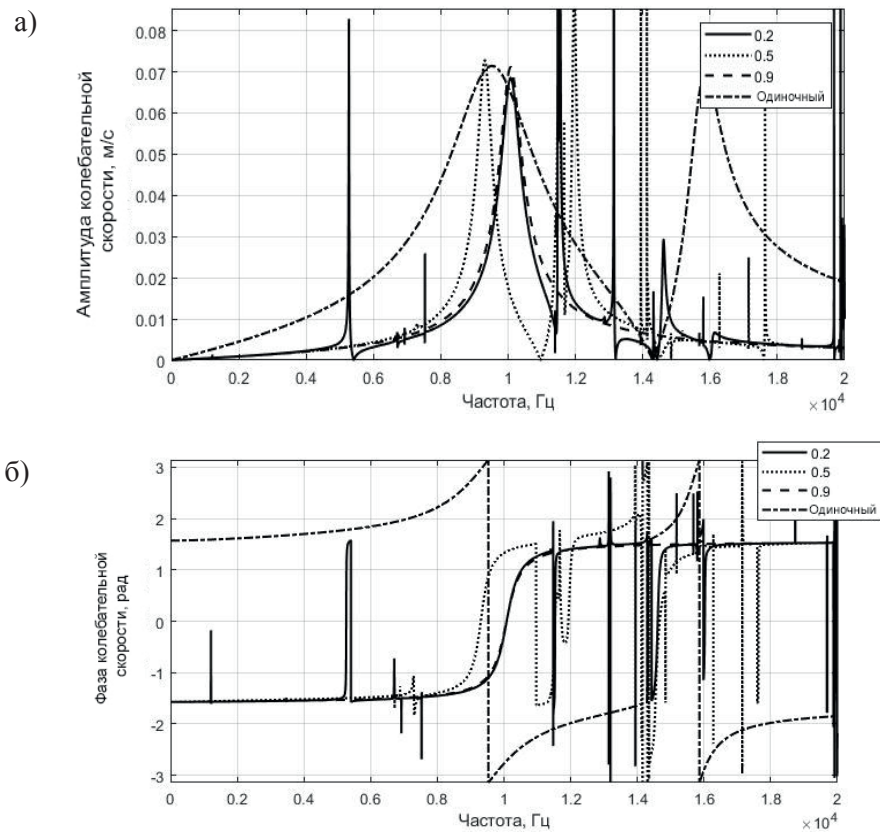 а)
0.08
0.07
0.06
0.05
0.04
0.03
0.02
0.01
0
Амплитуда колебательной
скорости, м/с
0.2
0.5
0.9
Одиночный
0 0.2 0.4 0.6 0.8 1 1.2 1.4 1.6 1.8 2
Частота, Гц
×10⁴
б)
3
2
1
0
-1
-2
-3
Фаза колебательной
скорости, рад
0.2
0.5
0.9
Одиночный
0 0.2 0.4 0.6 0.8 1 1.2 1.4 1.6 1.8 2
Частота, Гц
×10⁴